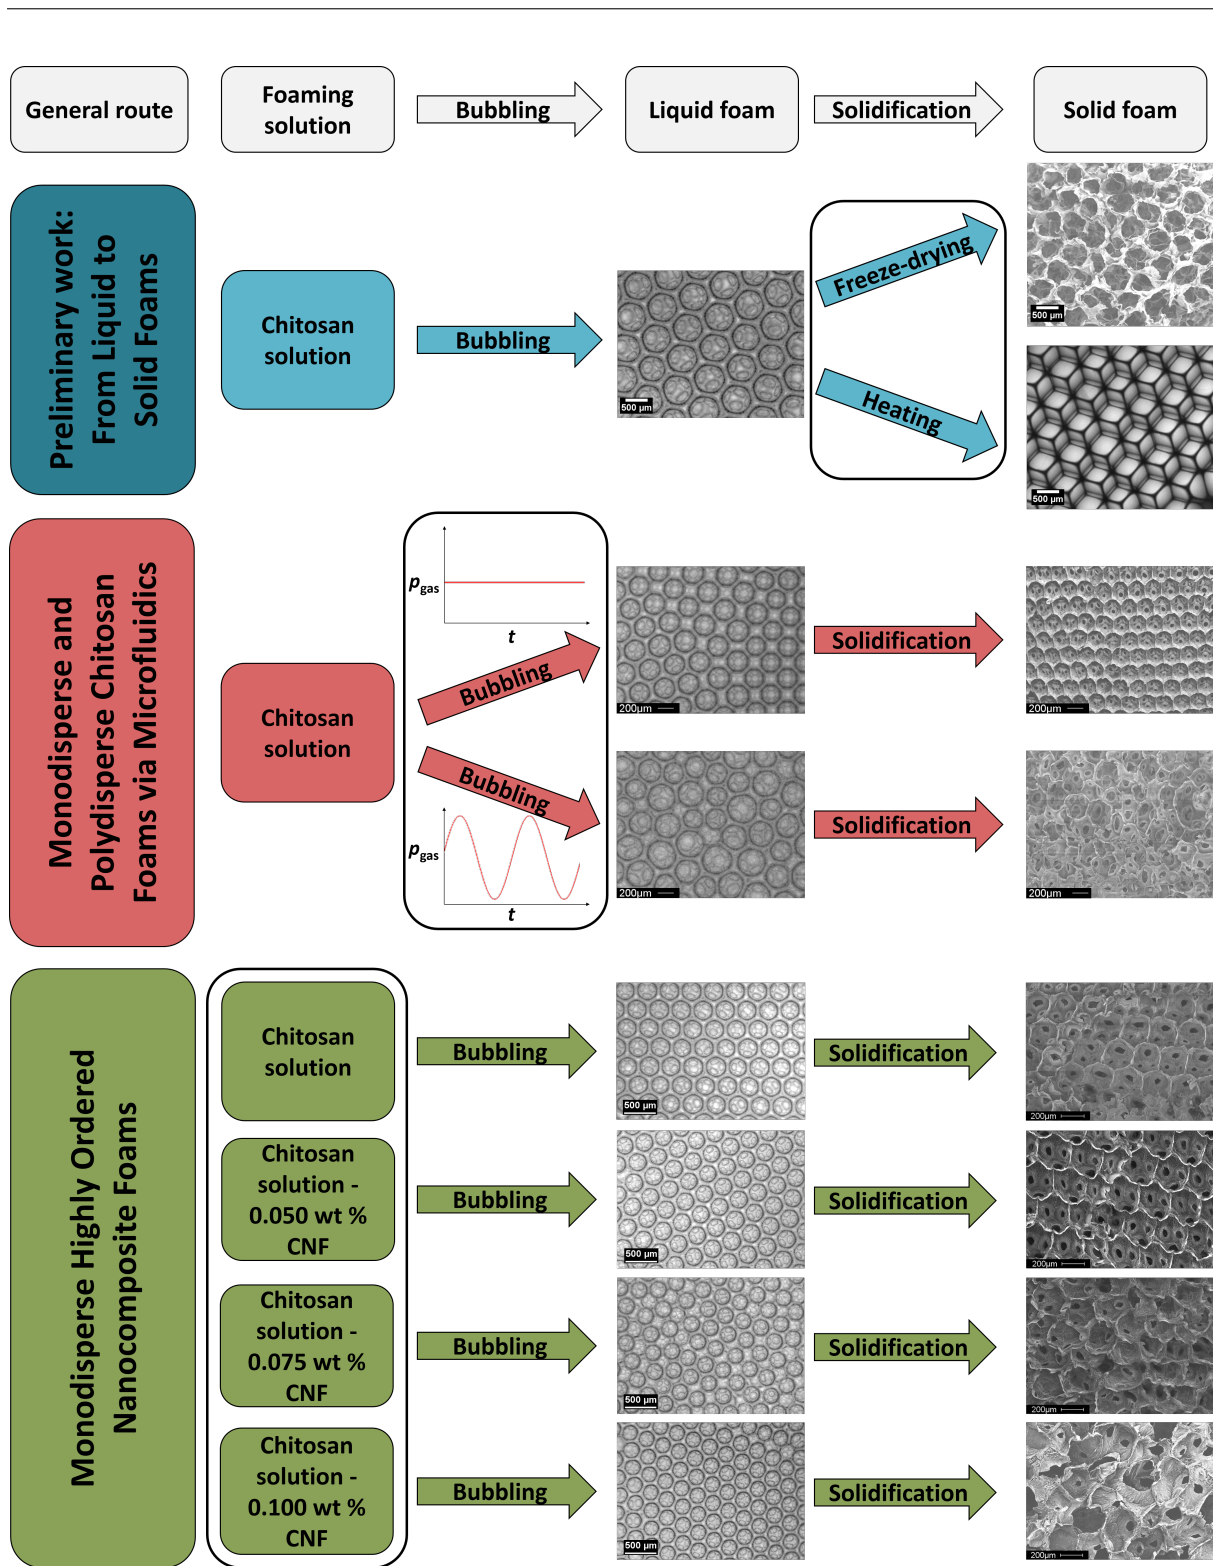 General route
Foaming
solution
Bubbling
Liquid foam
Solidification
Solid foam
Preliminary work:
From Liquid to
Solid Foams
Chitosan
solution
Bubbling
500 µm
Freeze-drying
Heating
500 µm
500 µm
Monodisperse and
Polydisperse Chitosan
Foams via Microfluidics
Chitosan
solution
pgas
t
Bubbling
Bubbling
pgas
t
200µm
Solidification
200µm
200µm
Solidification
200µm
Monodisperse Highly Ordered
Nanocomposite Foams
Chitosan
solution
Bubbling
500 µm
Solidification
200µm
Chitosan
solution -
0.050 wt %
CNF
Bubbling
500 µm
Solidification
200µm
Chitosan
solution -
0.075 wt %
CNF
Bubbling
500 µm
Solidification
200µm
Chitosan
solution -
0.100 wt %
CNF
Bubbling
500 µm
Solidification
200µm